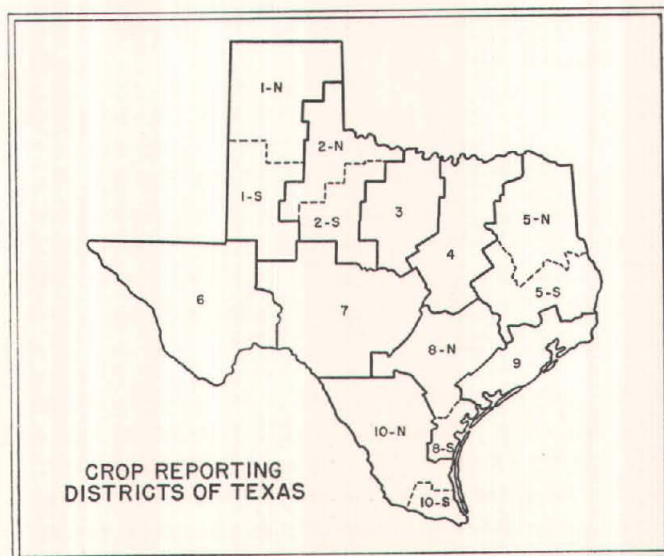 1-N
2-N
1-S
2-S
3
4
5-N
5-S
6
7
8-N
9
10-N
8-S
10-S
CROP REPORTING
DISTRICTS OF TEXAS